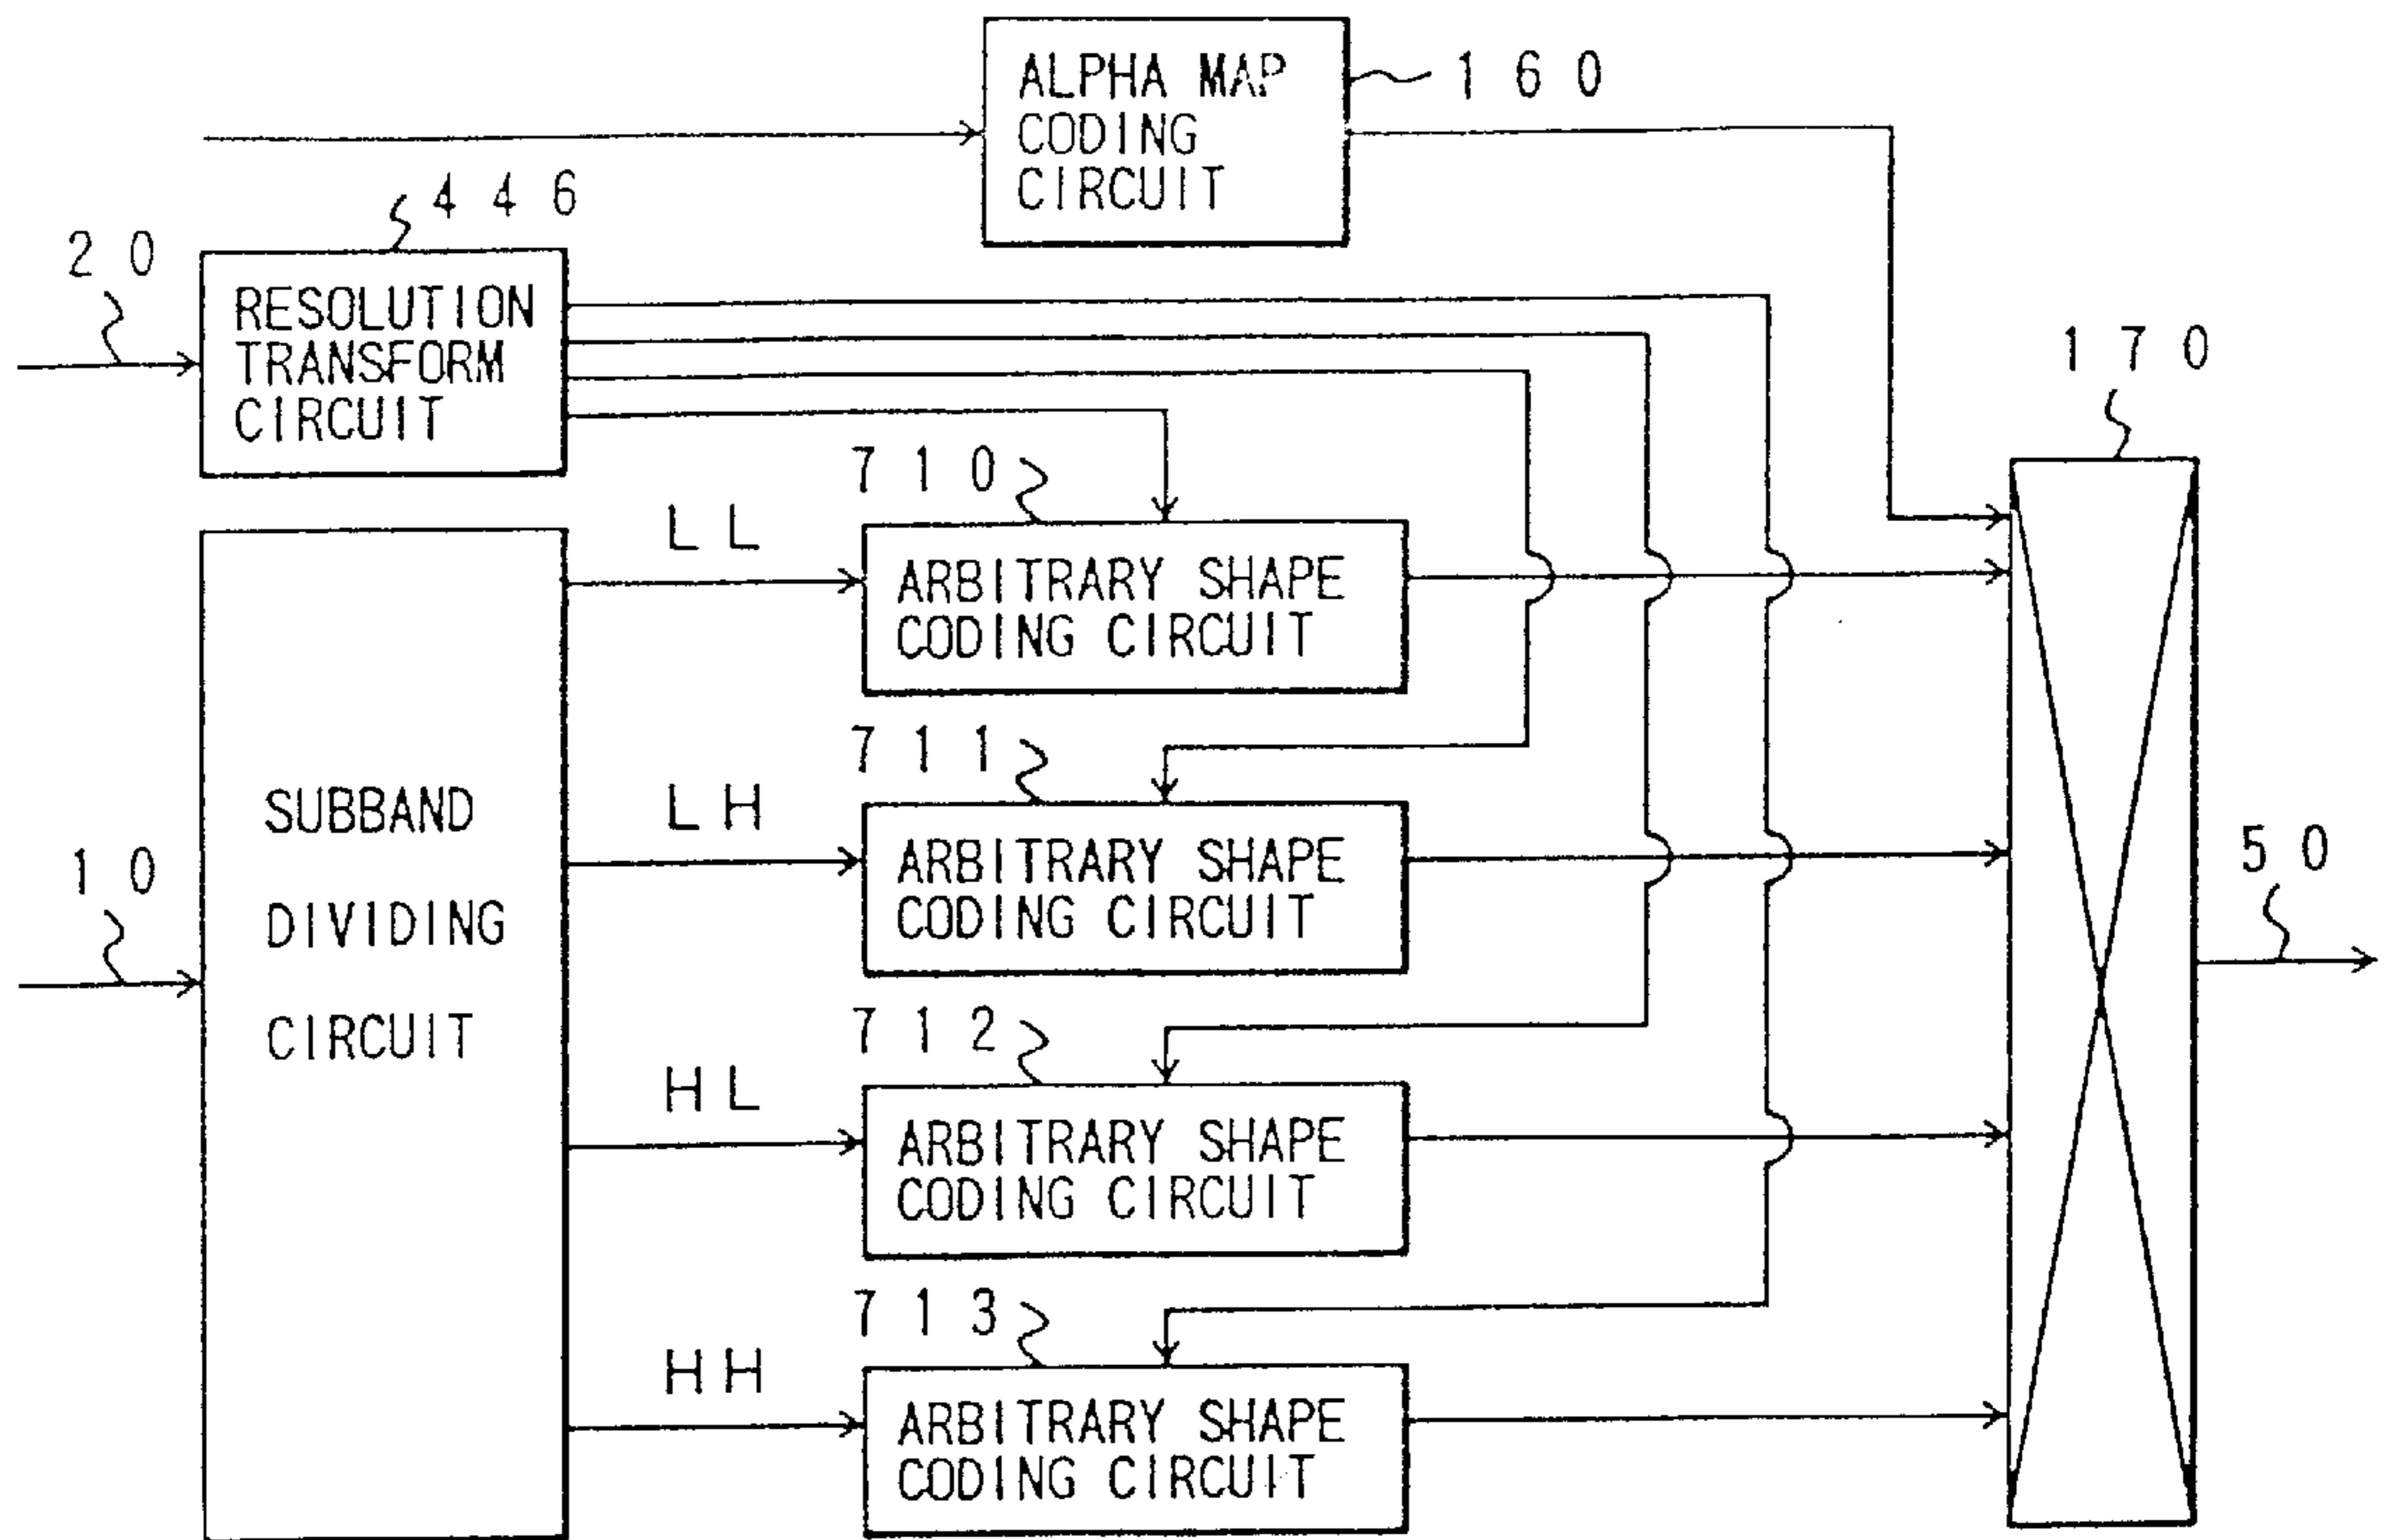 ALPHA MAP
CODING
CIRCUIT
160
446
20
RESOLUTION
TRANSFORM
CIRCUIT
170
710
LL
ARBITRARY SHAPE
CODING CIRCUIT
711
SUBBAND
DIVIDING
CIRCUIT
LH
ARBITRARY SHAPE
CODING CIRCUIT
10
50
712
HL
ARBITRARY SHAPE
CODING CIRCUIT
713
HH
ARBITRARY SHAPE
CODING CIRCUIT